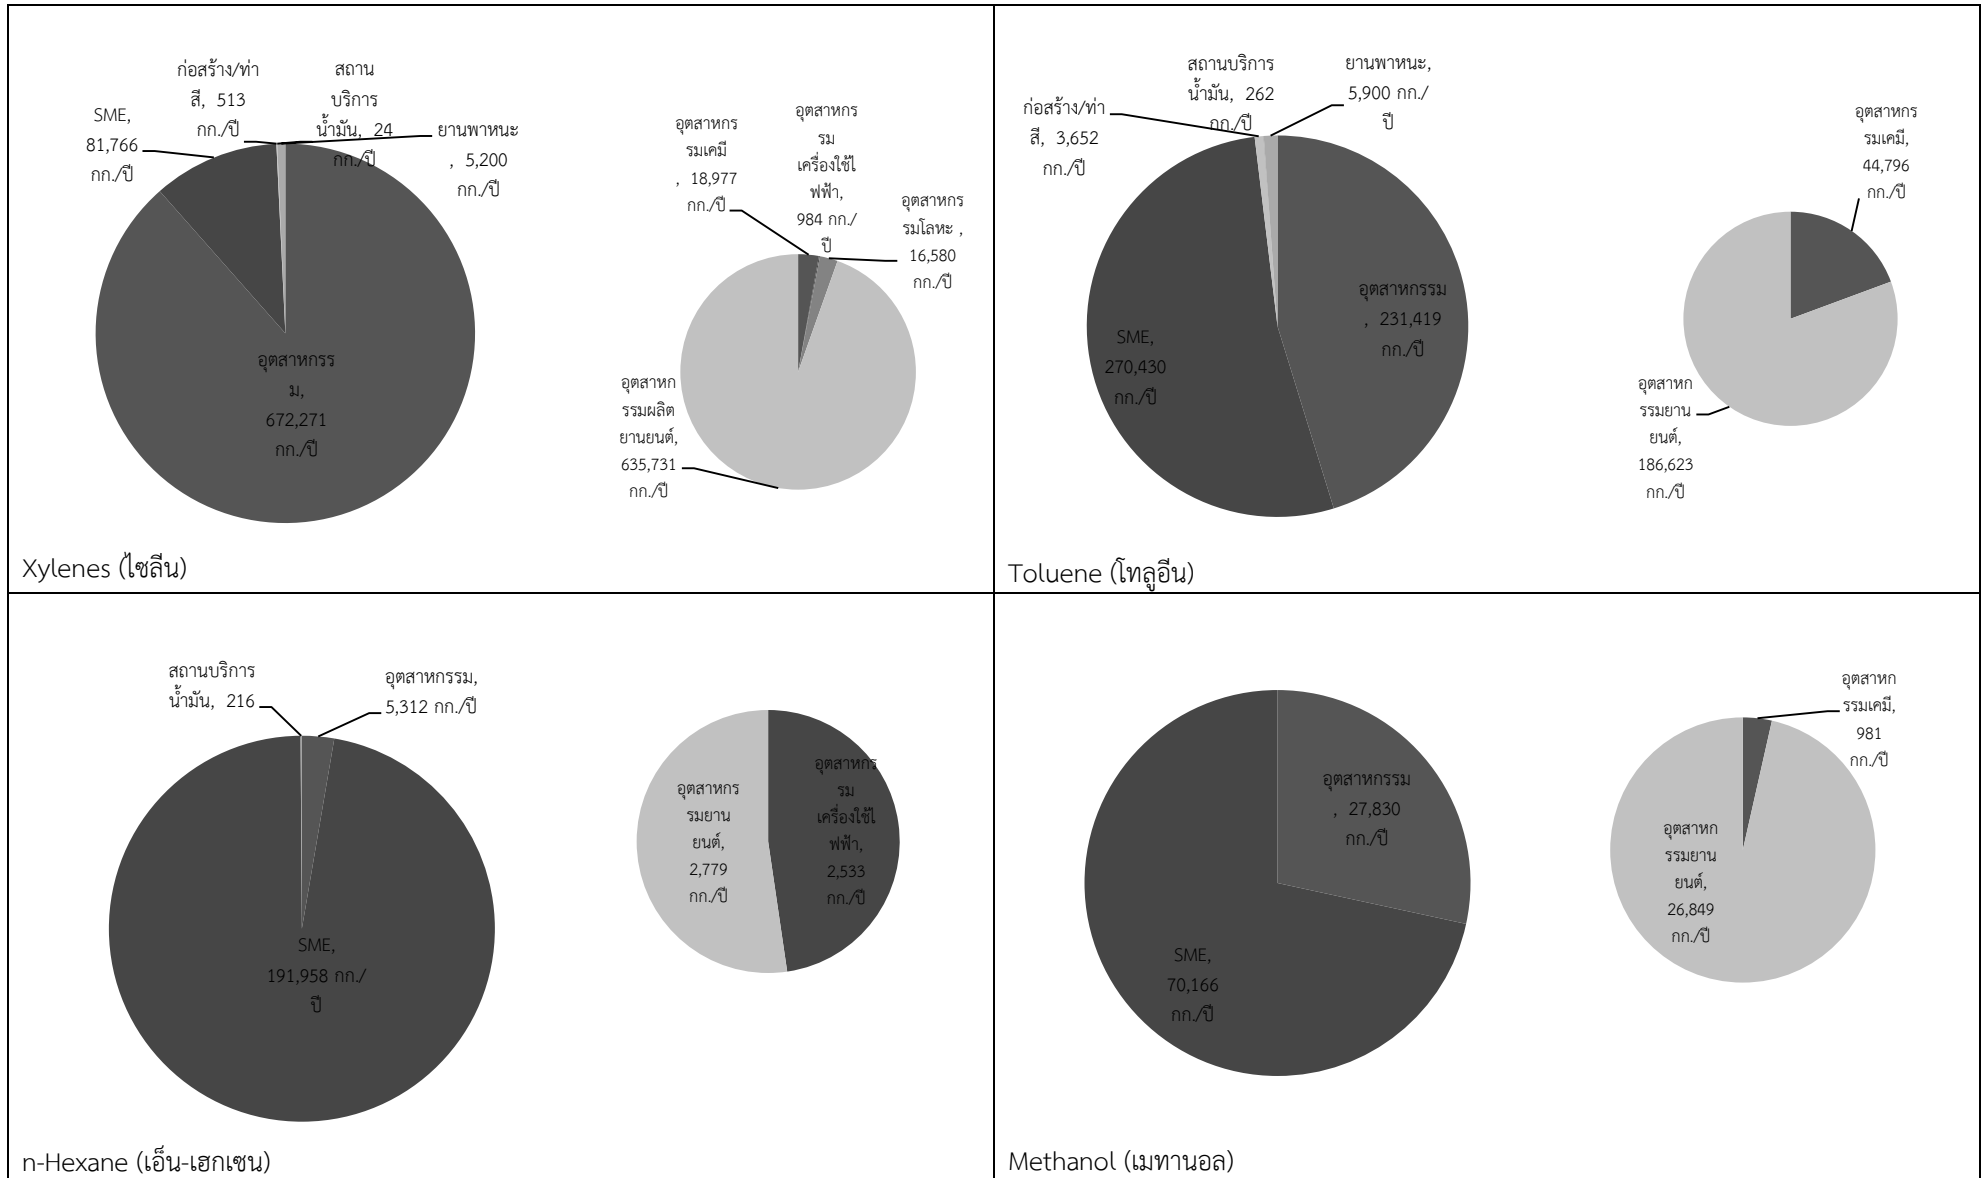 ก่อสร้าง/ทา
สี,  513
กก./ปี
สถาน
บริการ
น้ำมัน,  24
กก./ปี
SME,
81,766
กก./ปี
ยานพาหนะ
,  5,200
กก./ปี
อุตสาหกรร
ม,
672,271
กก./ปี
อุตสาหกร
รมเคมี
,  18,977
กก./ปี
อุตสาหกร
รม
เครื่องใช้ไ
ฟฟ้า,
984 กก./
ปี
อุตสาหกร
รมโลหะ ,
16,580
กก./ปี
อุตสาหก
รรมผลิต
ยานยนต์,
635,731
กก./ปี
Xylenes (ไซลีน)
ก่อสร้าง/ทา
สี,  3,652
กก./ปี
สถานบริการ
น้ำมัน,  262
กก./ปี
ยานพาหนะ,
5,900 กก./
ปี
อุตสาหกรรม
,  231,419
กก./ปี
SME,
270,430
กก./ปี
อุตสาหกร
รมเคมี,
44,796
กก./ปี
อุตสาหก
รรมยาน
ยนต์,
186,623
กก./ปี
Toluene (โทลูอีน)
สถานบริการ
น้ำมัน,  216
อุตสาหกรรม,
5,312 กก./ปี
SME,
191,958 กก./
ปี
อุตสาหกร
รมยาน
ยนต์,
2,779
กก./ปี
อุตสาหกร
รม
เครื่องใช้ไ
ฟฟ้า,
2,533
กก./ปี
n-Hexane (เอ็น-เฮกเซน)
อุตสาหกรรม
,  27,830
กก./ปี
SME,
70,166
กก./ปี
อุตสาหก
รรมเคมี,
981
กก./ปี
อุตสาหก
รรมยาน
ยนต์,
26,849
กก./ปี
Methanol (เมทานอล)